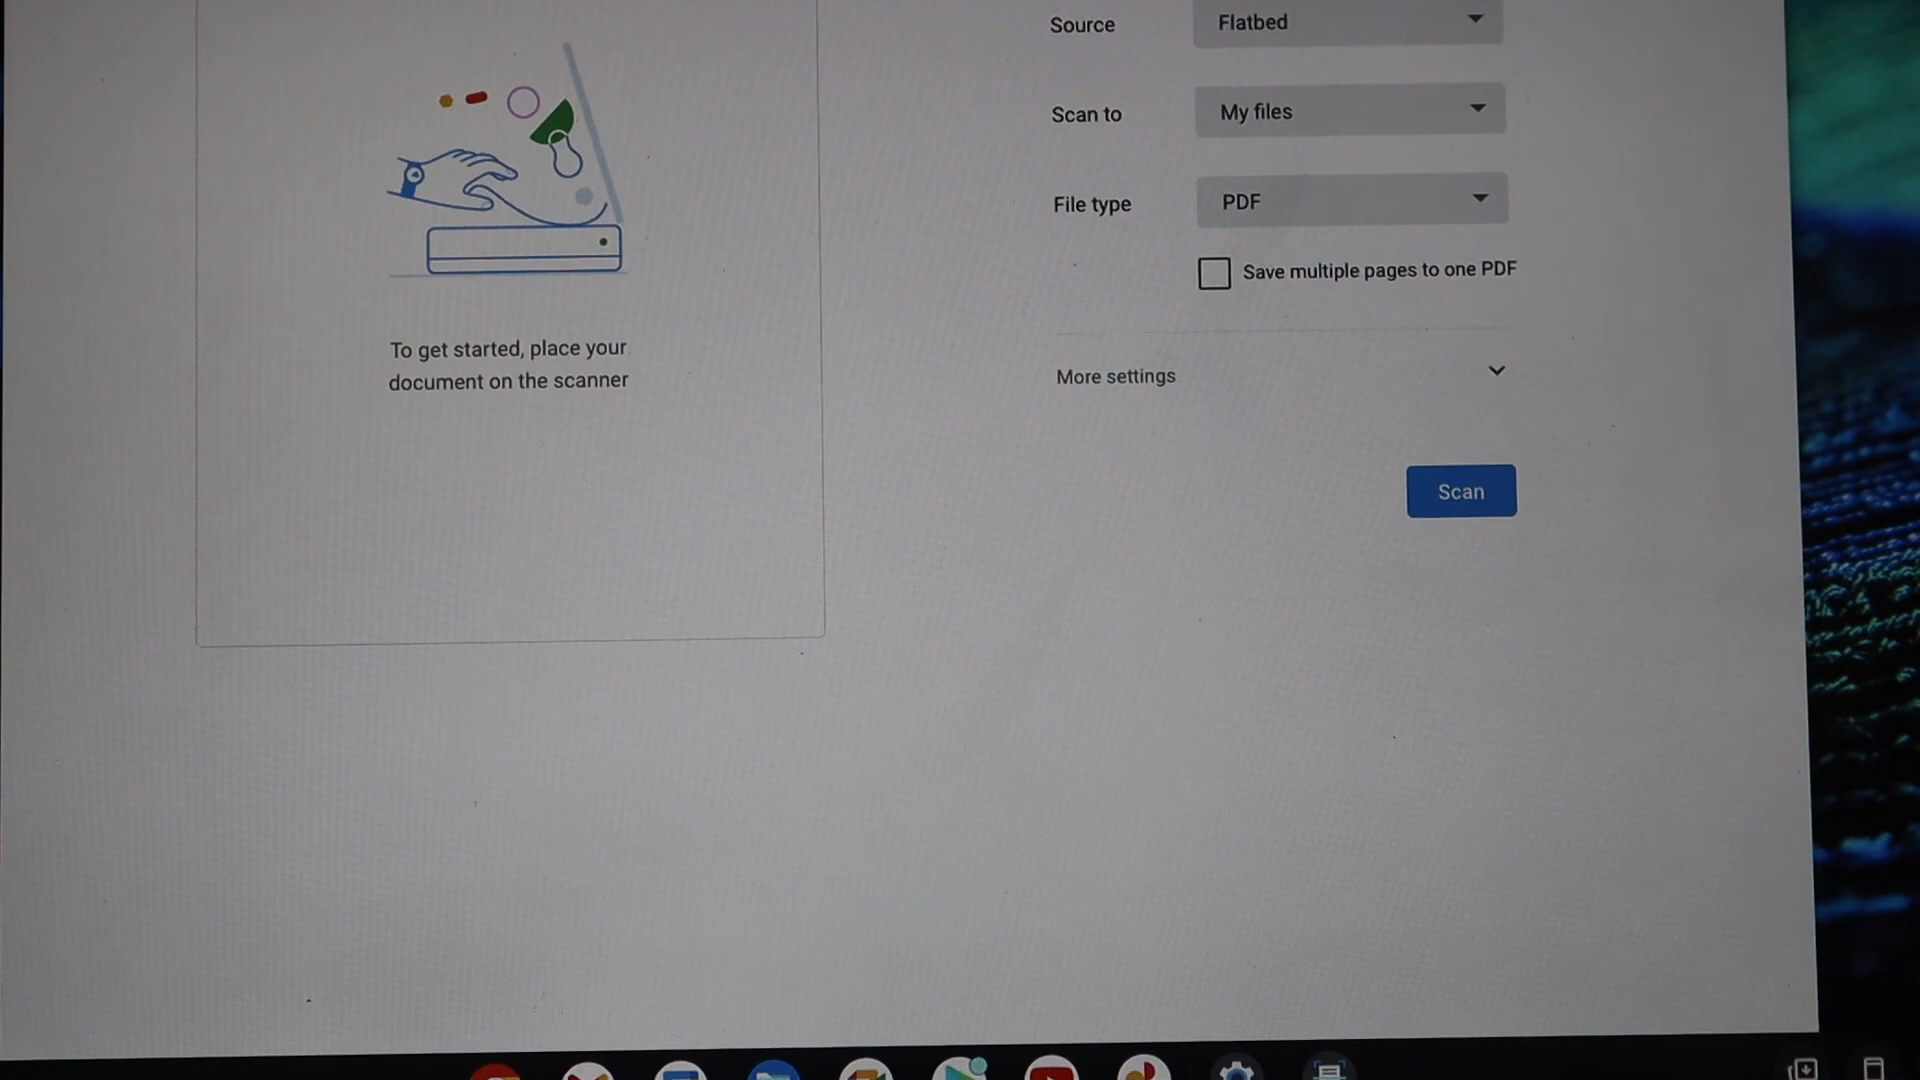 Source
Flatbed
Scan to
My files
File type
PDF
Save multiple pages to one PDF
To get started, place your
document on the scanner
More settings
Scan